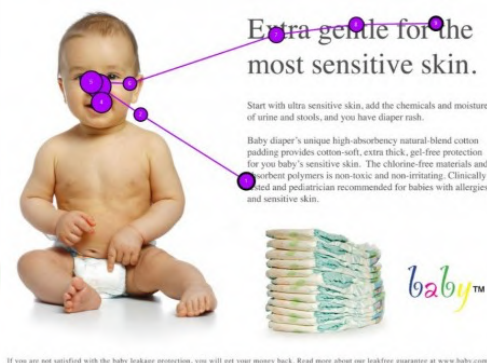 Extra gentle for the
most sensitive skin.
Start with ultra sensitive skin, add the chemicals and moisture
of urine and stools, and you have diaper rash.
Baby diaper's unique high-absorbency natural-blend cotton
padding provides cotton-soft, extra thick, gel-free protection
for you baby's sensitive skin. The chlorine-free materials and
absorbent polymers is non-toxic and non-irritating. Clinically
tested and pediatrician recommended for babies with allergies
and sensitive skin.
baby™
If you are not satisfied with the baby leakage protection, you will get your money back. Read more about our leakfree guarantee at www.baby.com